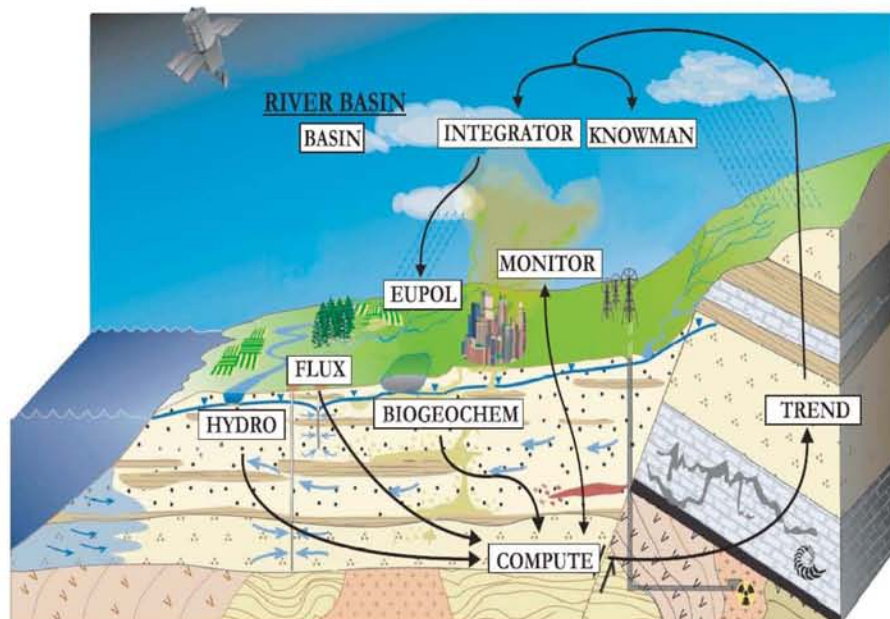 RIVER BASIN
BASIN
INTEGRATOR
KNOWMAN
MONITOR
EUPOL
FLUX
HYDRO
BIOGEOCHEM
TREND
COMPUTE